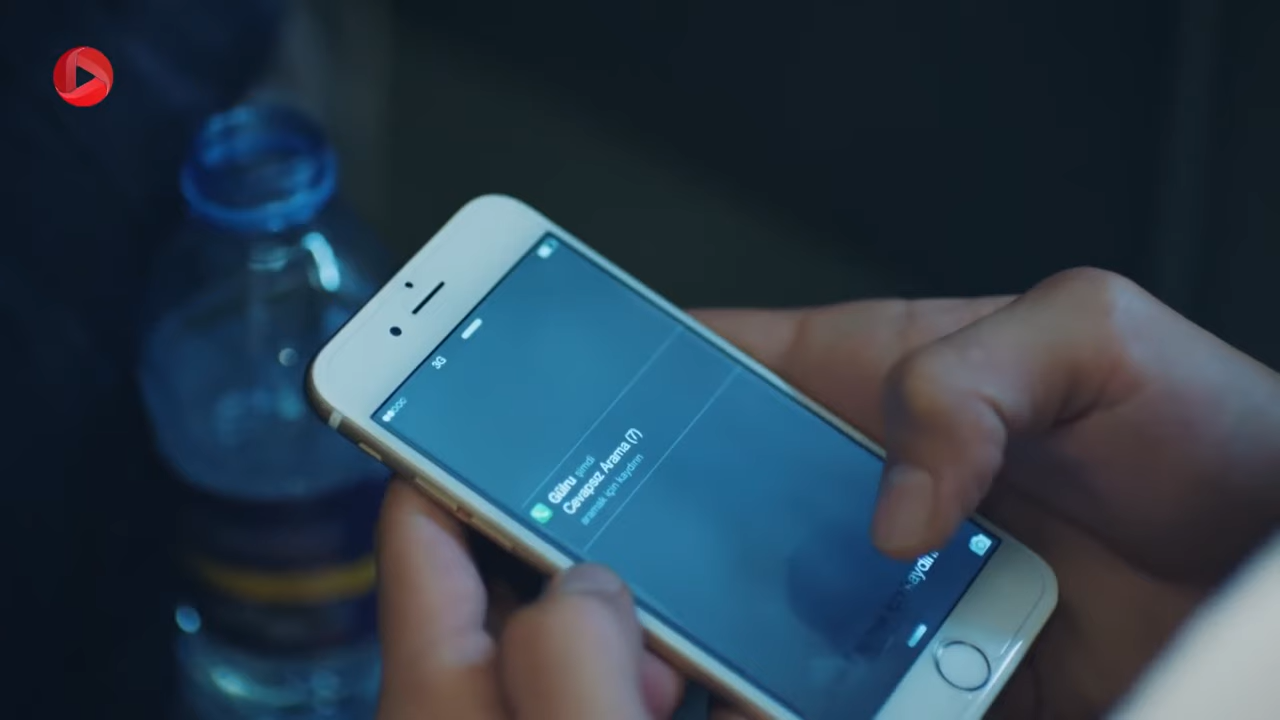 3G
Gülru şimdi
Cevapsız Arama (7)
aramak için kaydırın